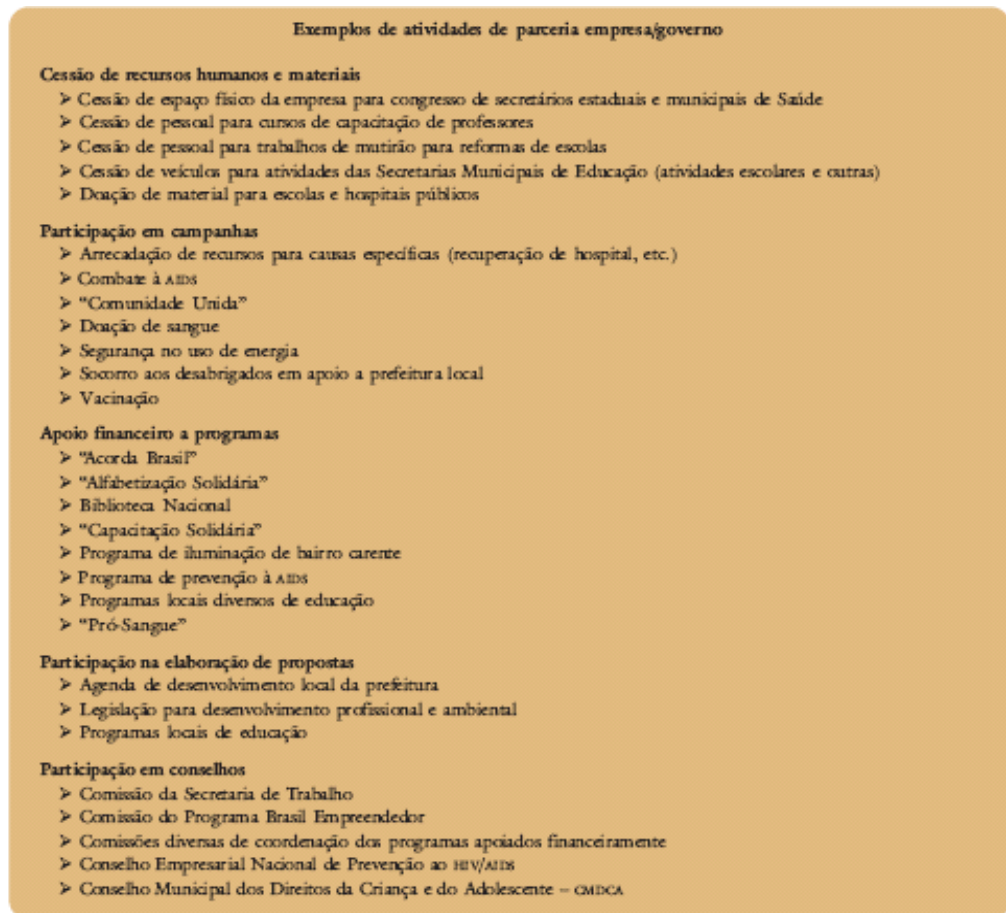 Exemplos de atividades de parceria empresa/governo
Cessão de recursos humanos e materiais
➢ Cessão de espaço físico da empresa para congresso de secretários estaduais e municipais de Saúde
➢ Cessão de pessoal para cursos de capacitação de professores
➢ Cessão de pessoal para trabalhos de mutirão para reformas de escolas
➢ Cessão de veículos para atividades das Secretarias Municipais de Educação (atividades escolares e outras)
➢ Doação de material para escolas e hospitais públicos
Participação em campanhas
➢ Arrecadação de recursos para causas específicas (recuperação de hospital, etc.)
➢ Combate à AIDS
➢ “Comunidade Unida”
➢ Doação de sangue
➢ Segurança no uso de energia
➢ Socorro aos desabrigados em apoio a prefeitura local
➢ Vacinação
Apoio financeiro a programas
➢ “Acorda Brasil”
➢ “Alfabetização Solidária”
➢ Biblioteca Nacional
➢ “Capacitação Solidária”
➢ Programa de iluminação de bairro carente
➢ Programa de prevenção à AIDS
➢ Programas locais diversos de educação
➢ “Pró-Sangue”
Participação na elaboração de propostas
➢ Agenda de desenvolvimento local da prefeitura
➢ Legislação para desenvolvimento profissional e ambiental
➢ Programas locais de educação
Participação em conselhos
➢ Comissão da Secretaria de Trabalho
➢ Comissão do Programa Brasil Empreendedor
➢ Comissões diversas de coordenação dos programas apoiados financeiramente
➢ Conselho Empresarial Nacional de Prevenção ao HIV/AIDS
➢ Conselho Municipal dos Direitos da Criança e do Adolescente – CMDCA